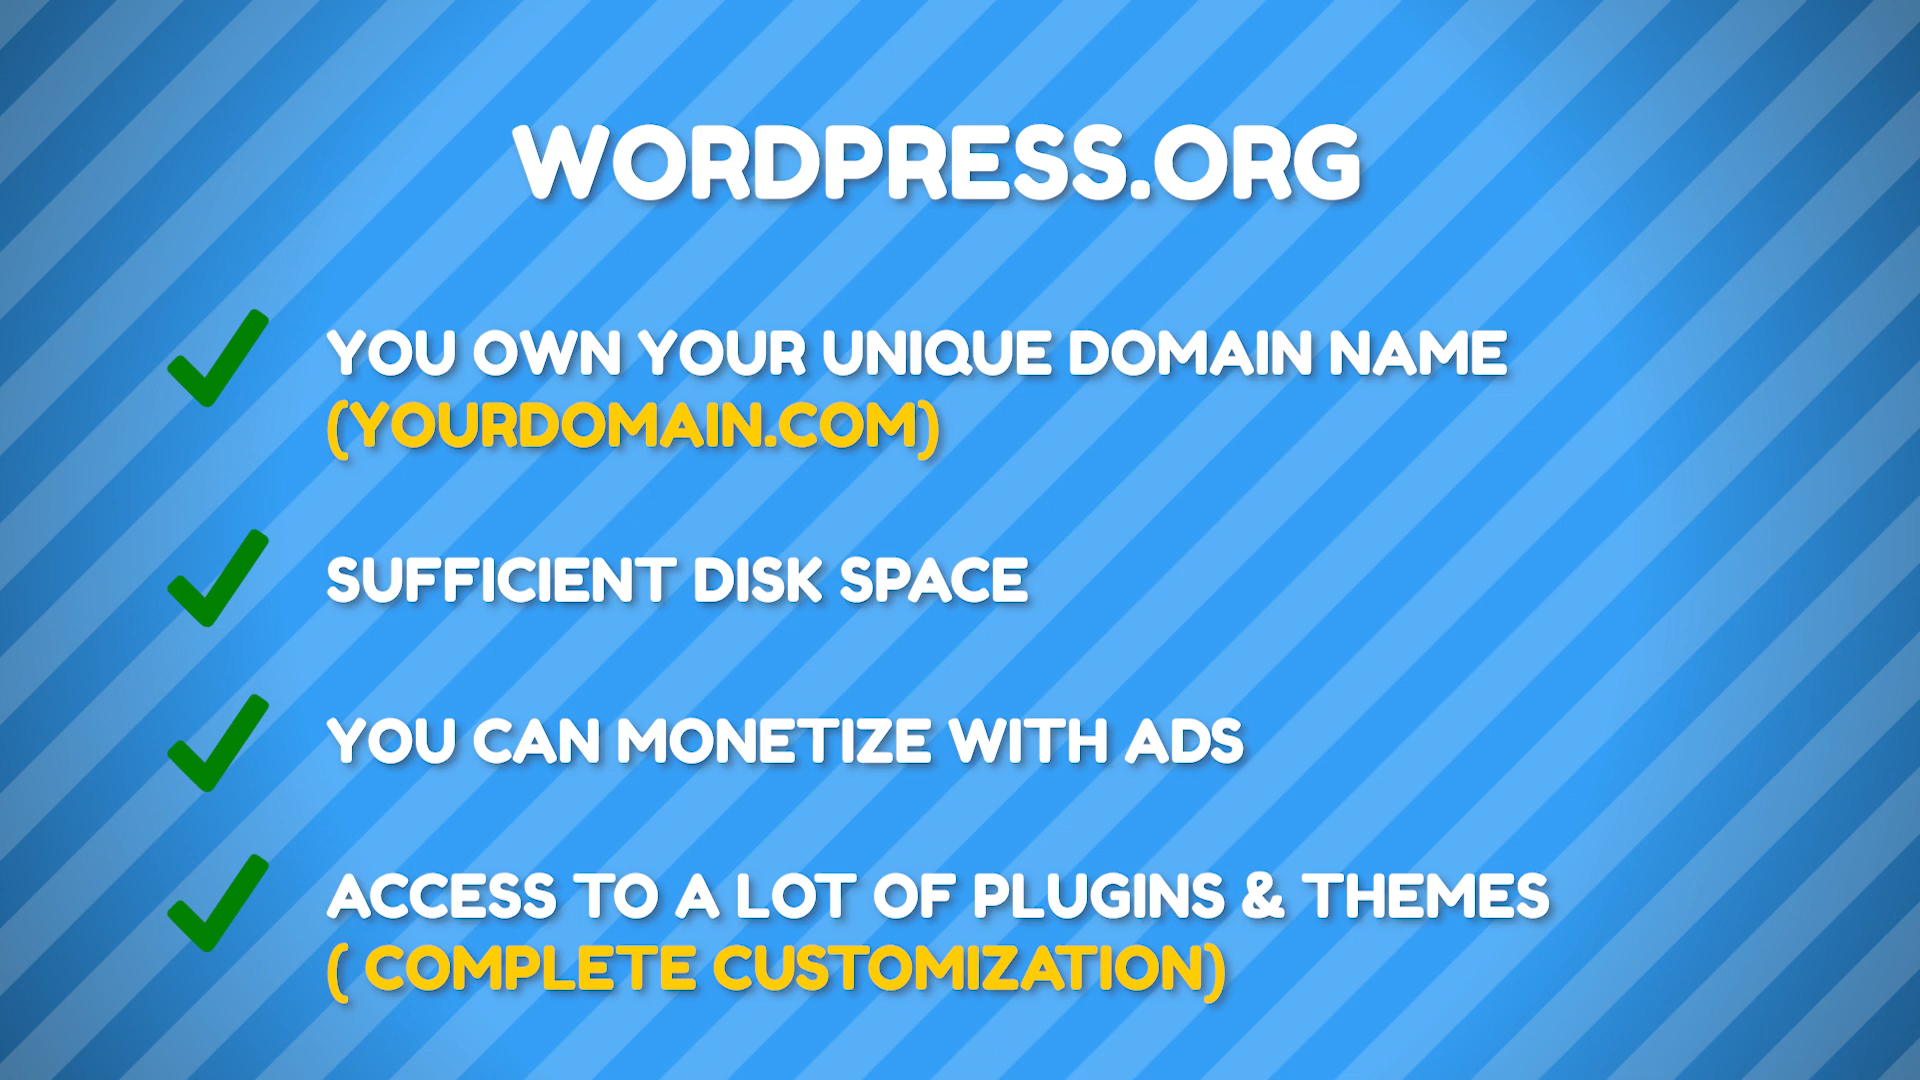 WORDPRESS.ORG
YOU OWN YOUR UNIQUE DOMAIN NAME
(YOURDOMAIN.COM)
SUFFICIENT DISK SPACE
YOU CAN MONETIZE WITH ADS
ACCESS TO A LOT OF PLUGINS & THEMES
( COMPLETE CUSTOMIZATION)